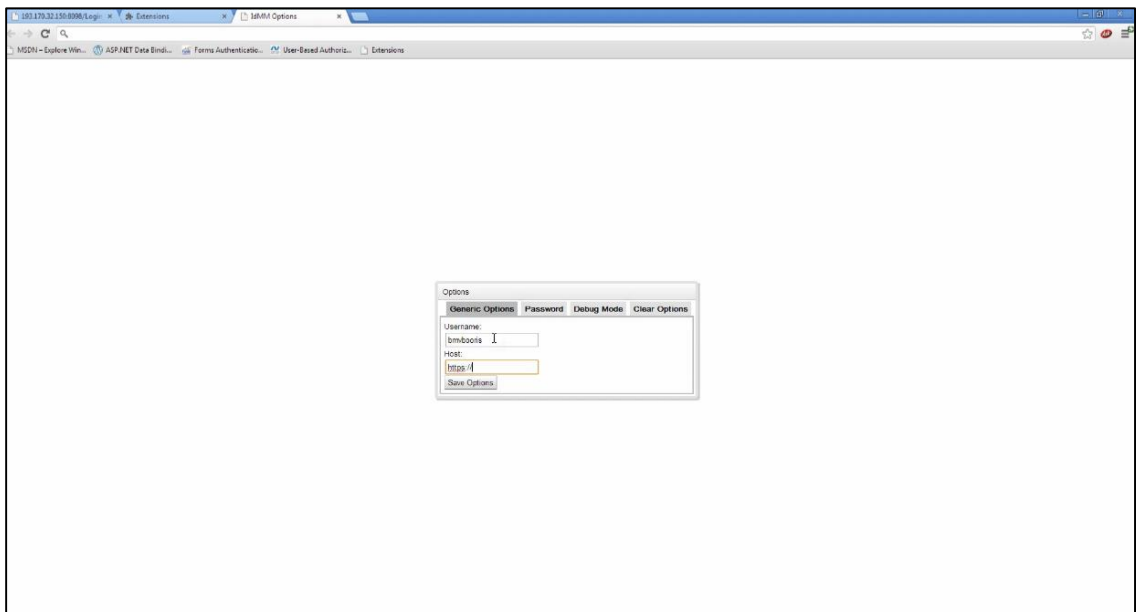 193.170.32.150:8098/Login
Extensions
IdMM Options
MSDN – Explore Win...
ASP.NET Data Bindi...
Forms Authenticatio...
User-Based Authoriz...
Extensions
Options
Generic Options
Password
Debug Mode
Clear Options
Username:
bmvbooris
Host:
https://
Save Options